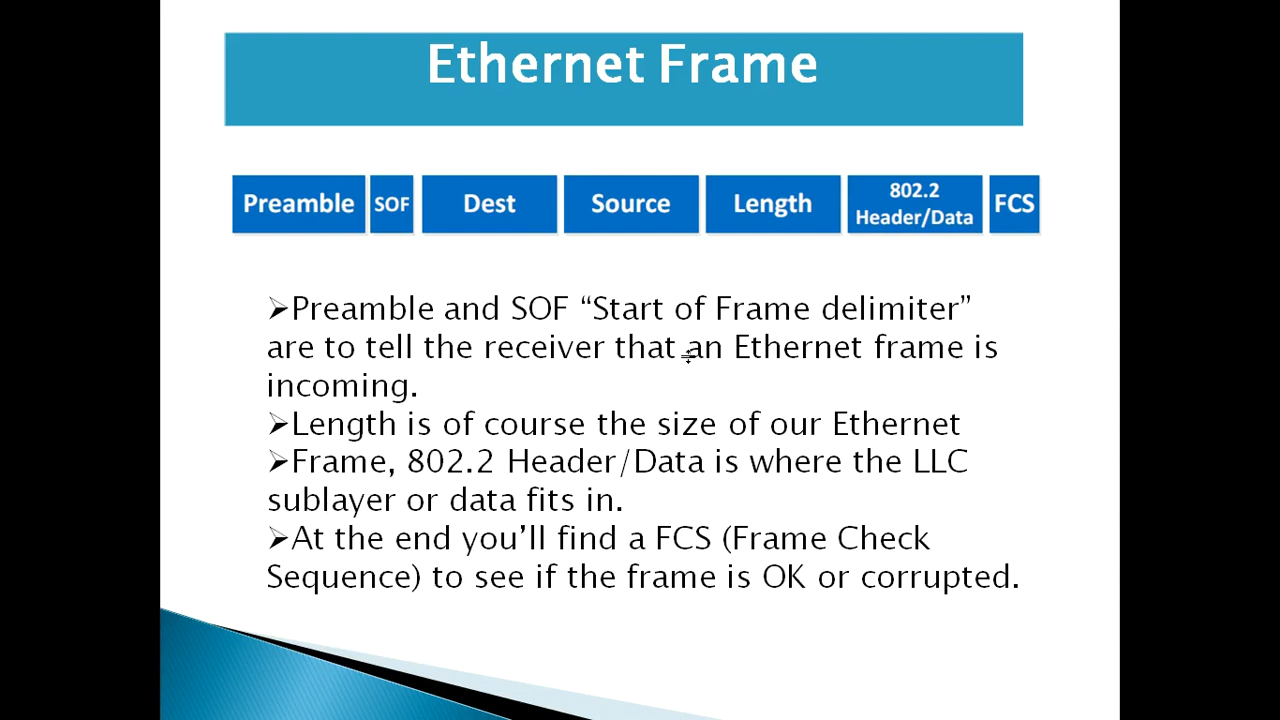 Ethernet Frame
Preamble SOF Dest Source Length 802.2 Header/Data FCS
➢Preamble and SOF “Start of Frame delimiter”
are to tell the receiver that an Ethernet frame is
incoming.
➢Length is of course the size of our Ethernet
➢Frame, 802.2 Header/Data is where the LLC
sublayer or data fits in.
➢At the end you’ll find a FCS (Frame Check
Sequence) to see if the frame is OK or corrupted.